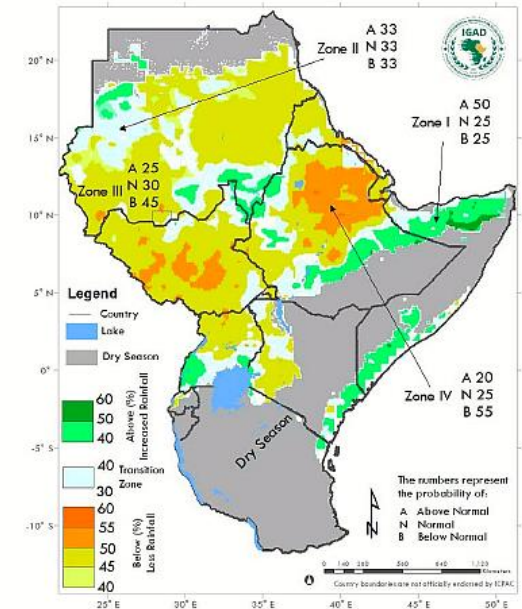 IGAD
20° N
15° N
10° N
5° N
0°
-5° S
-10° S
Zone II
A 33
N 33
B 33
Zone I
A 50
N 25
B 25
Zone III
A 25
N 30
B 45
Zone IV
A 20
N 25
B 55
Dry Season
Legend
Country
Lake
Dry Season
60
50
40
Above (%)
Increased Rainfall
40
30
Transition
Zone
60
55
50
45
40
Below (%)
Less Rainfall
The numbers represent
the probability of:
A Above Normal
N Normal
B Below Normal
N
Country boundaries are not officially endorsed by ICPAC
25° E 30° E 35° E 40° E 45° E 50° E